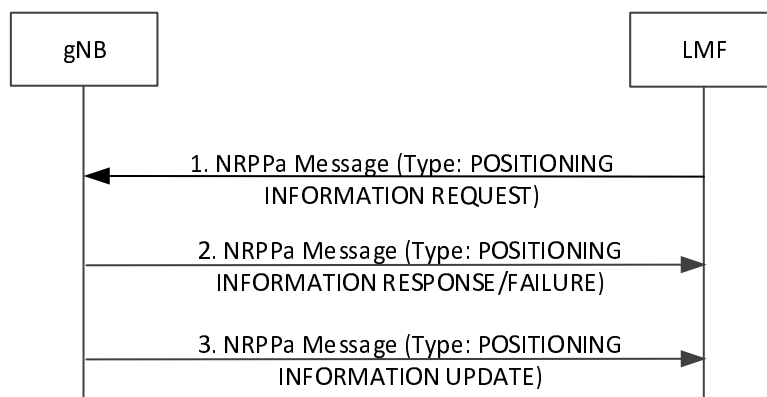 gNB
LMF
1. NRPPa Message (Type: POSITIONING
INFORMATION REQUEST)
2. NRPPa Message (Type: POSITIONING
INFORMATION RESPONSE/FAILURE)
3. NRPPa Message (Type: POSITIONING
INFORMATION UPDATE)